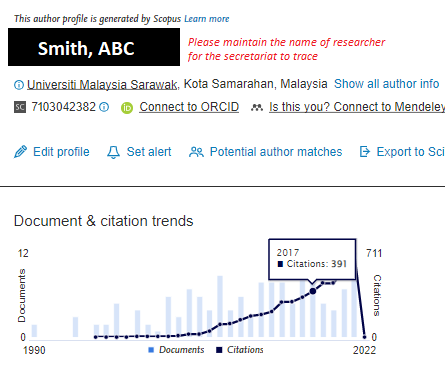 This author profile is generated by Scopus Learn more
Smith, ABC
Please maintain the name of researcher
for the secretariat to trace
Universiti Malaysia Sarawak, Kota Samarahan, Malaysia Show all author info
SC 7103042382 iD Connect to ORCID Is this you? Connect to Mendeley
Edit profile Set alert Potential author matches Export to Sci
Document & citation trends
12
711
2017
Citations: 391
Documents
Citations
0
0
1990
Documents Citations
2022